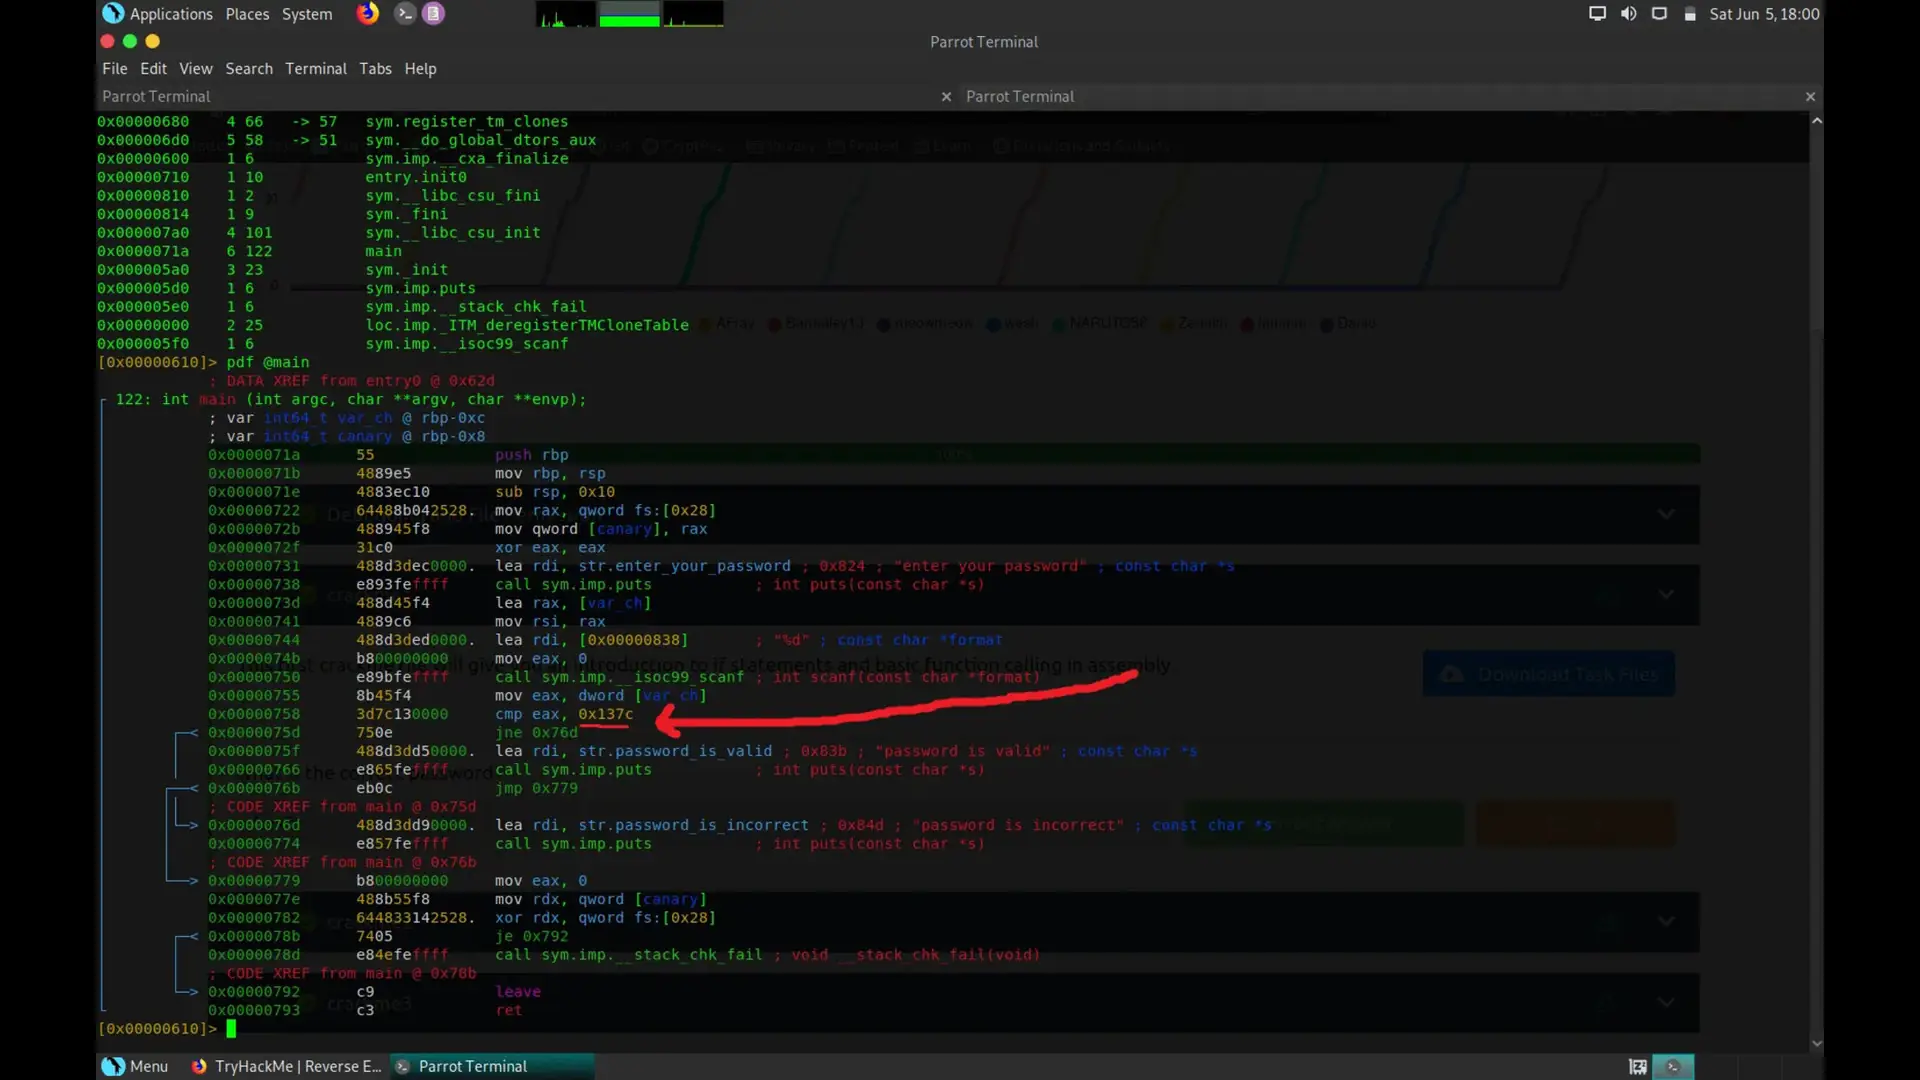 Applications Places System Sat Jun 5, 18:00
Parrot Terminal
File Edit View Search Terminal Tabs Help
Parrot Terminal × Parrot Terminal ×
0x00000680 4 66 -> 57 sym.register_tm_clones
0x000006d0 5 58 -> 51 sym.__do_global_dtors_aux
0x00000600 1 6 sym.imp.__cxa_finalize
0x00000710 1 10 entry.init0
0x00000810 1 2 sym.__libc_csu_fini
0x00000814 1 9 sym._fini
0x000007a0 4 101 sym.__libc_csu_init
0x0000071a 6 122 main
0x000005a0 3 23 sym._init
0x000005d0 1 6 sym.imp.puts
0x000005e0 1 6 sym.imp.__stack_chk_fail
0x00000000 2 25 loc.imp._ITM_deregisterTMCloneTable
0x000005f0 1 6 sym.imp.__isoc99_scanf
[0x00000610]> pdf @main
; DATA XREF from entry0 @ 0x62d
122: int main (int argc, char **argv, char **envp);
; var int64_t var_ch @ rbp-0xc
; var int64_t canary @ rbp-0x8
0x0000071a 55 push rbp
0x0000071b 4889e5 mov rbp, rsp
0x0000071e 4883ec10 sub rsp, 0x10
0x00000722 64488b042528. mov rax, qword fs:[0x28]
0x0000072b 488945f8 mov qword [canary], rax
0x0000072f 31c0 xor eax, eax
0x00000731 488d3dec0000. lea rdi, str.enter_your_password ; 0x824 ; "enter your password" ; const char *s
0x00000738 e893feffff call sym.imp.puts ; int puts(const char *s)
0x0000073d 488d45f4 lea rax, [var_ch]
0x00000741 4889c6 mov rsi, rax
0x00000744 488d3ded0000. lea rdi, [0x00000838] ; "%d" ; const char *format
0x0000074b b800000000 mov eax, 0
0x00000750 e89bfeffff call sym.imp.__isoc99_scanf ; int scanf(const char *format)
0x00000755 8b45f4 mov eax, dword [var_ch]
0x00000758 3d7c130000 cmp eax, 0x137c
0x0000075d 750e jne 0x76d
0x0000075f 488d3dd50000. lea rdi, str.password_is_valid ; 0x83b ; "password is valid" ; const char *s
0x00000766 e865feffff call sym.imp.puts ; int puts(const char *s)
0x0000076b eb0c jmp 0x779
; CODE XREF from main @ 0x75d
0x0000076d 488d3dd90000. lea rdi, str.password_is_incorrect ; 0x84d ; "password is incorrect" ; const char *s
0x00000774 e857feffff call sym.imp.puts ; int puts(const char *s)
; CODE XREF from main @ 0x76b
0x00000779 b800000000 mov eax, 0
0x0000077e 488b55f8 mov rdx, qword [canary]
0x00000782 644833142528. xor rdx, qword fs:[0x28]
0x0000078b 7405 je 0x792
0x0000078d e84efeffff call sym.imp.__stack_chk_fail ; void __stack_chk_fail(void)
; CODE XREF from main @ 0x78b
0x00000792 c9 leave
0x00000793 c3 ret
[0x00000610]>
Download Task Files
Menu TryHackMe | Reverse E... Parrot Terminal